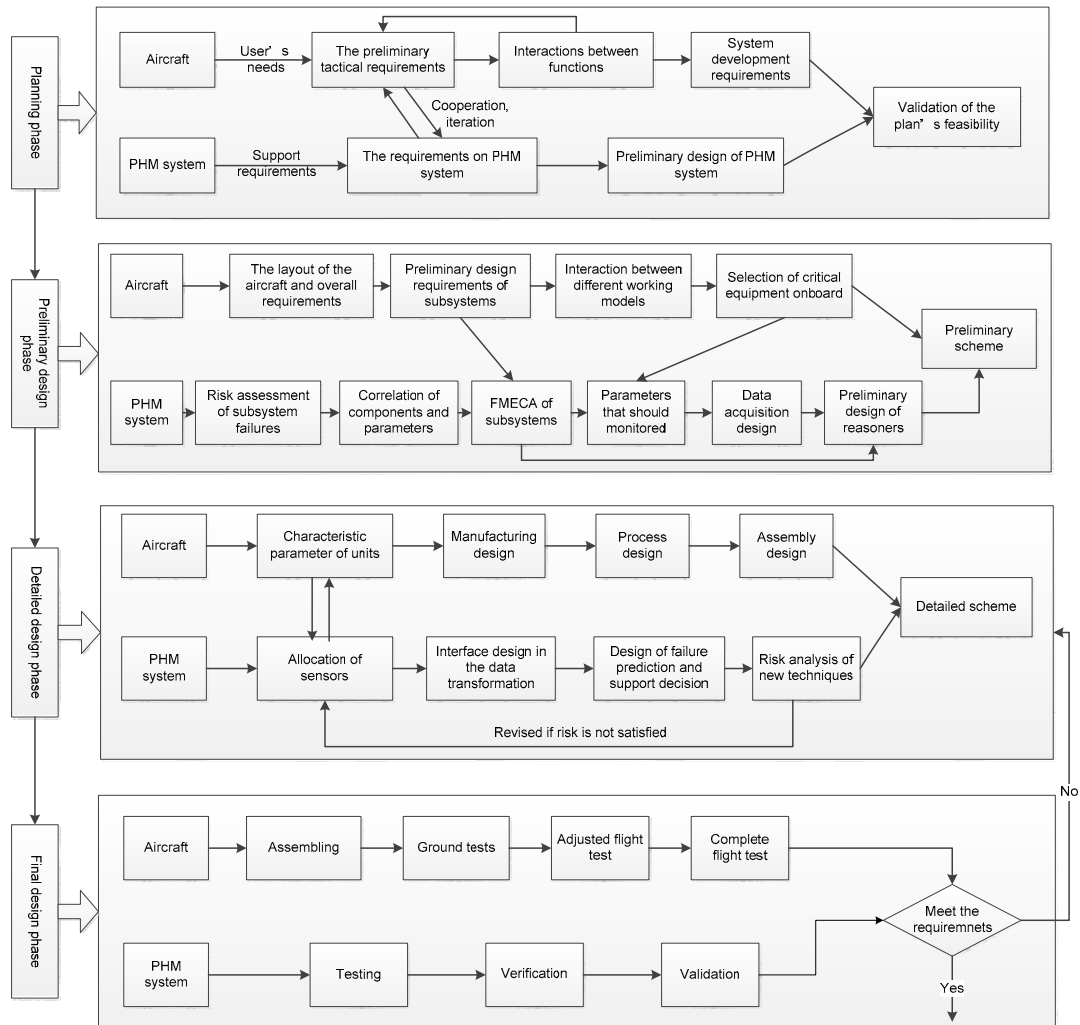 Planning phase
Aircraft
User's
needs
The preliminary
tactical requirements
Interactions between
functions
System
development
requirements
Cooperation,
iteration
Validation of the
plan's feasibility
PHM system
Support
requirements
The requirements on PHM
system
Preliminary design of PHM
system
Preliminary design
phase
Aircraft
The layout of the
aircraft and overall
requirements
Preliminary design
requirements of
subsystems
Interaction between
different working
models
Selection of critical
equipment onboard
Preliminary
scheme
PHM
system
Risk assessment
of subsystem
failures
Correlation of
components and
parameters
FMECA of
subsystems
Parameters
that should
monitored
Data
acquisition
design
Preliminary
design of
reasoners
Detailed design phase
Aircraft
Characteristic
parameter of units
Manufacturing
design
Process
design
Assembly
design
Detailed scheme
PHM
system
Allocation of
sensors
Interface design in
the data
transformation
Design of failure
prediction and
support decision
Risk analysis of
new techniques
Revised if risk is not satisfied
No
Final design phase
Aircraft
Assembling
Ground tests
Adjusted flight
test
Complete
flight test
Meet the
requiremnets
PHM
system
Testing
Verification
Validation
Yes